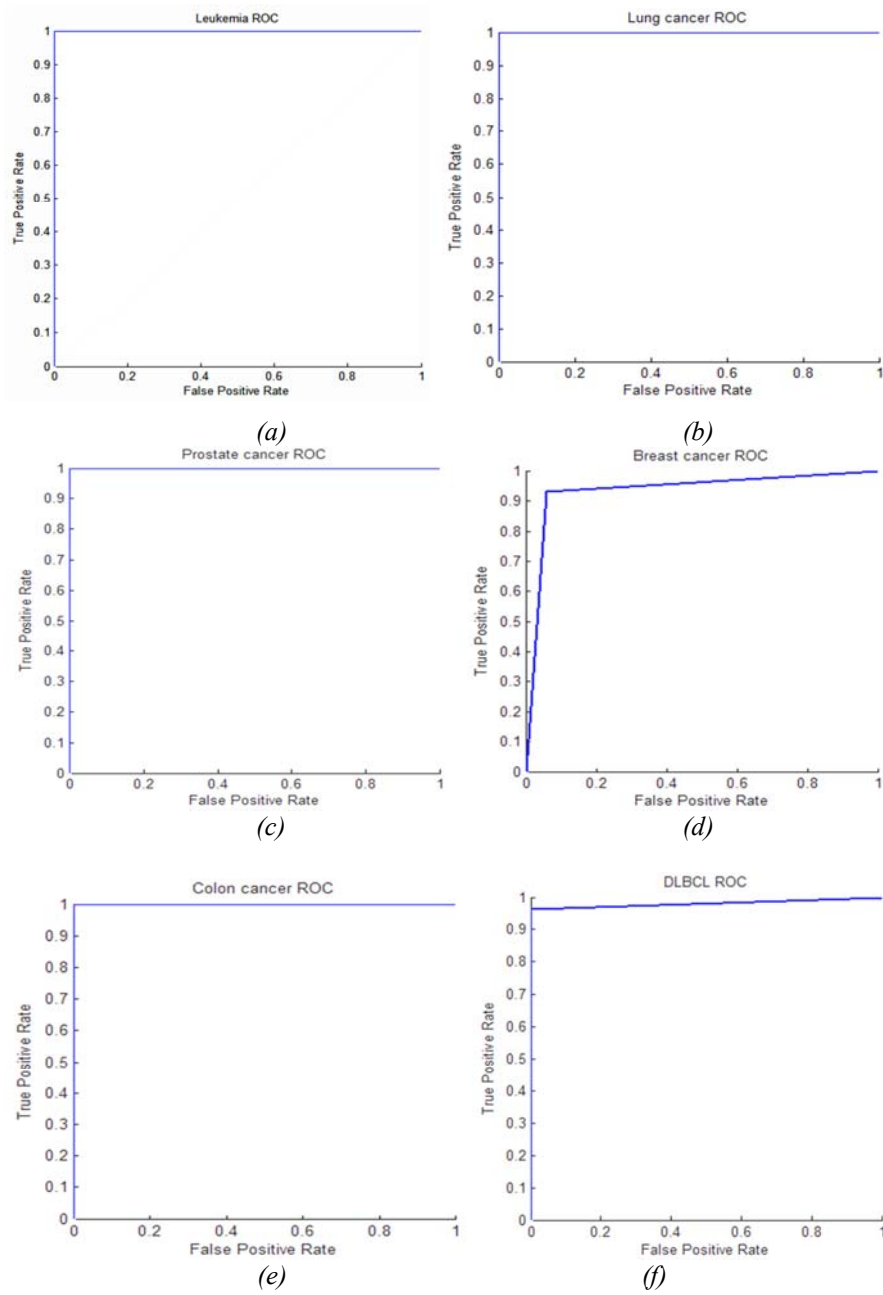 Leukemia ROC
1
0.9
0.8
0.7
0.6
0.5
0.4
0.3
0.2
0.1
0
True Positive Rate
0 0.2 0.4 0.6 0.8 1
False Positive Rate
(a)
Lung cancer ROC
1
0.9
0.8
0.7
0.6
0.5
0.4
0.3
0.2
0.1
0
True Positive Rate
0.2 0.4 0.6 0.8 1
False Positive Rate
(b)
Prostate cancer ROC
1
0.9
0.8
0.7
0.6
0.5
0.4
0.3
0.2
0.1
0
True Positive Rate
0 0.2 0.4 0.6 0.8 1
False Positive Rate
(c)
Breast cancer ROC
1
0.9
0.8
0.7
0.6
0.5
0.4
0.3
0.2
0.1
0
True Positive Rate
0 0.2 0.4 0.6 0.8 1
False Positive Rate
(d)
Colon cancer ROC
1
0.9
0.8
0.7
0.6
0.5
0.4
0.3
0.2
0.1
0
True Positive Rate
0 0.2 0.4 0.6 0.8 1
False Positive Rate
(e)
DLBCL ROC
1
0.9
0.8
0.7
0.6
0.5
0.4
0.3
0.2
0.1
0
True Positive Rate
0 0.2 0.4 0.6 0.8 1
False Positive Rate
(f)